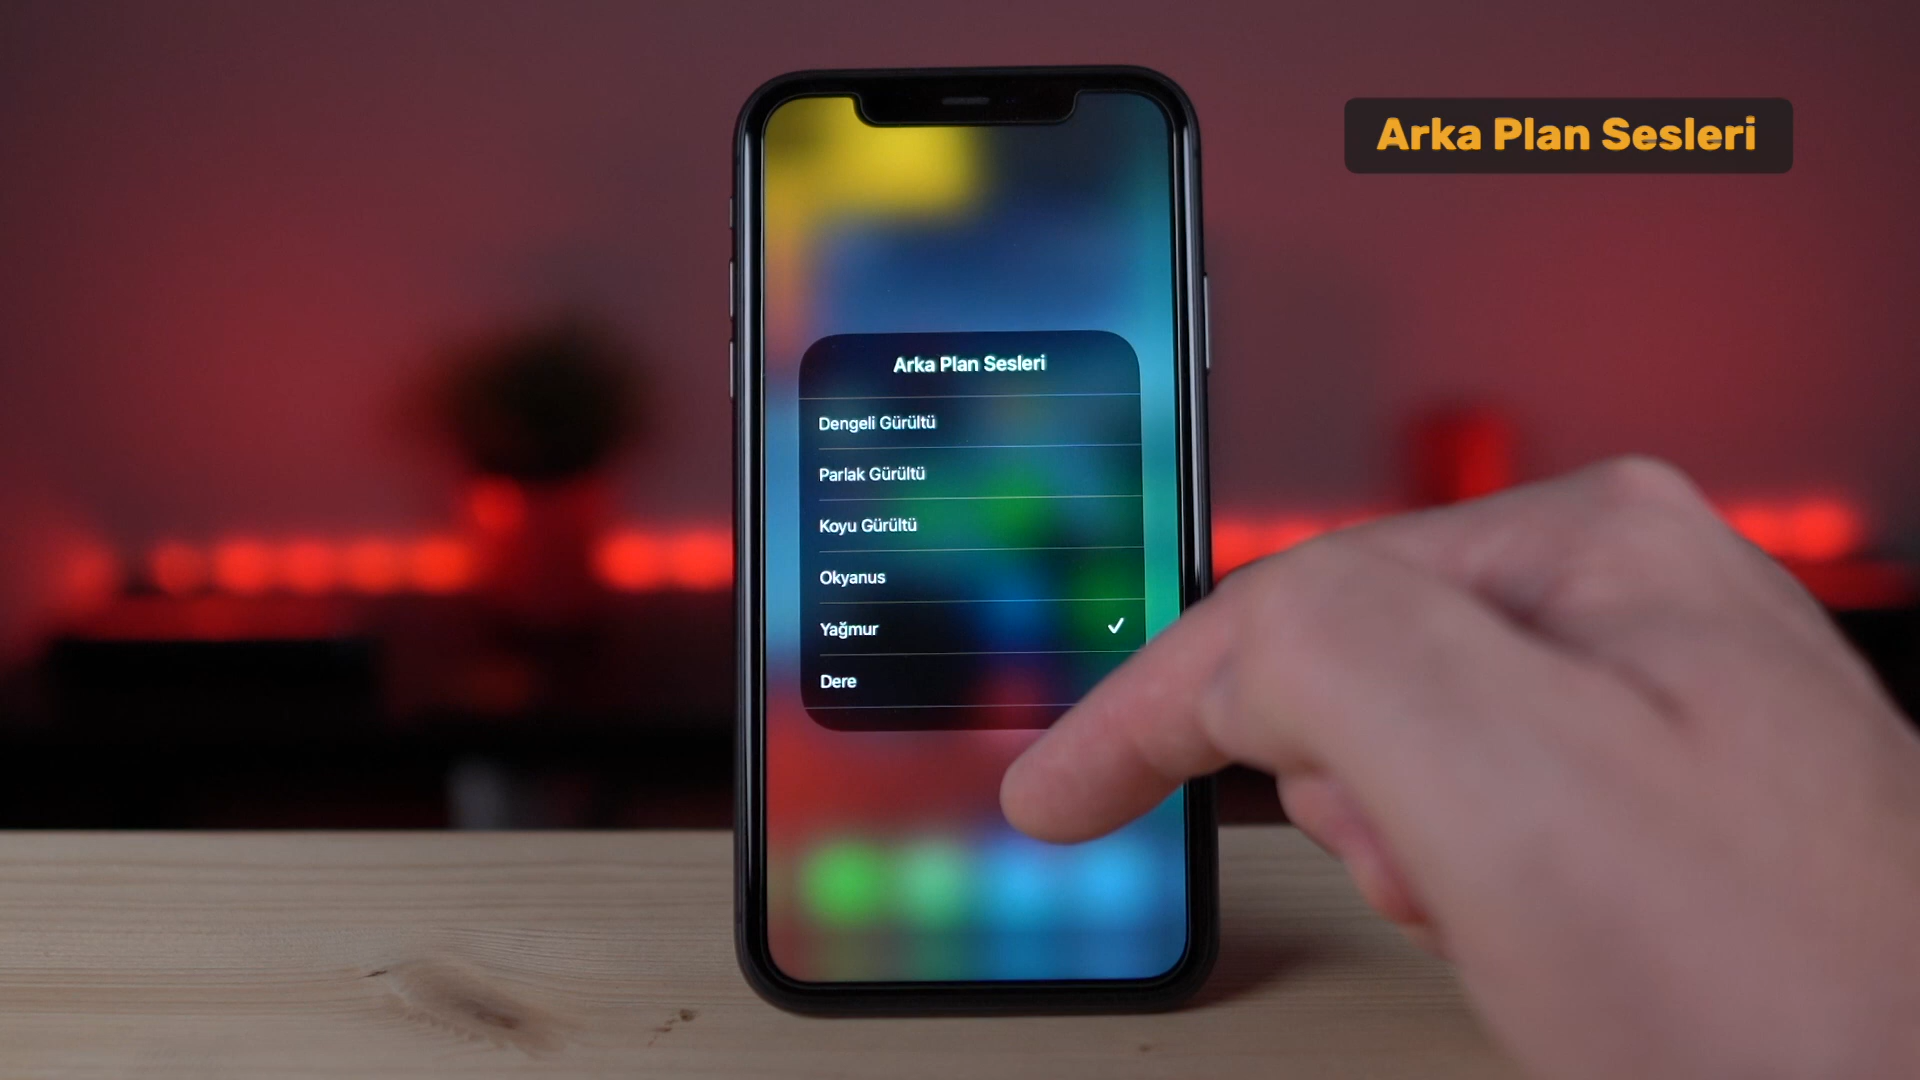 Arka Plan Sesleri
Arka Plan Sesleri
Dengeli Gürültü
Parlak Gürültü
Koyu Gürültü
Okyanus
Yağmur
Dere